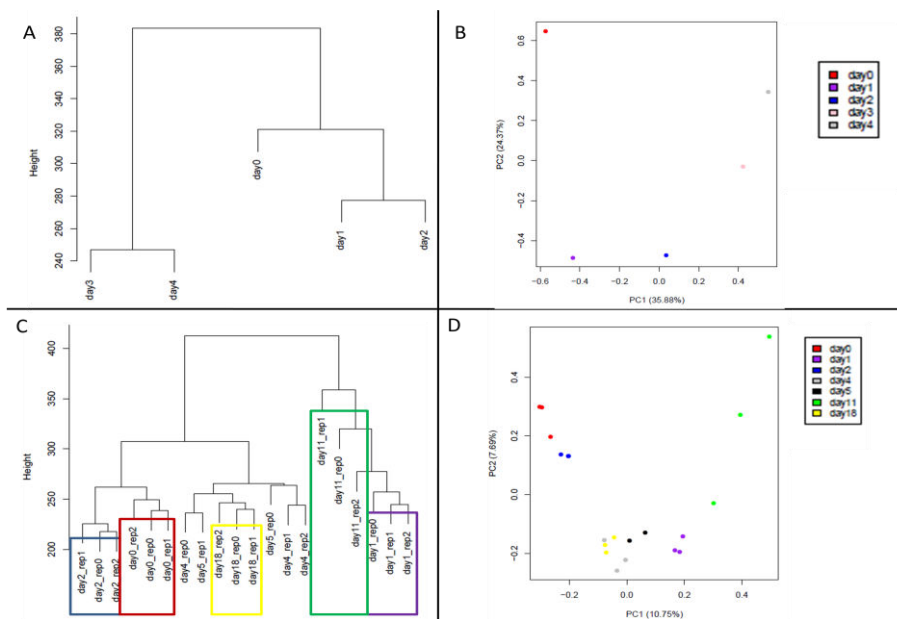 A
Height
380
360
340
320
300
280
260
240
day0
day1
day2
day3
day4
B
PC2 (24.37%)
0.6
0.4
0.2
0.0
−0.2
−0.4
−0.6
−0.4
−0.2
0.0
0.2
0.4
PC1 (35.88%)
day0
day1
day2
day3
day4
C
Height
400
350
300
250
200
day2_rep1
day2_rep0
day2_rep2
day0_rep2
day0_rep0
day0_rep1
day4_rep0
day5_rep1
day18_rep2
day18_rep0
day18_rep1
day5_rep0
day4_rep1
day4_rep2
day11_rep1
day11_rep0
day11_rep2
day1_rep0
day1_rep1
day1_rep2
D
PC2 (7.69%)
0.4
0.2
0.0
−0.2
−0.2
0.0
0.2
0.4
PC1 (10.75%)
day0
day1
day2
day4
day5
day11
day18